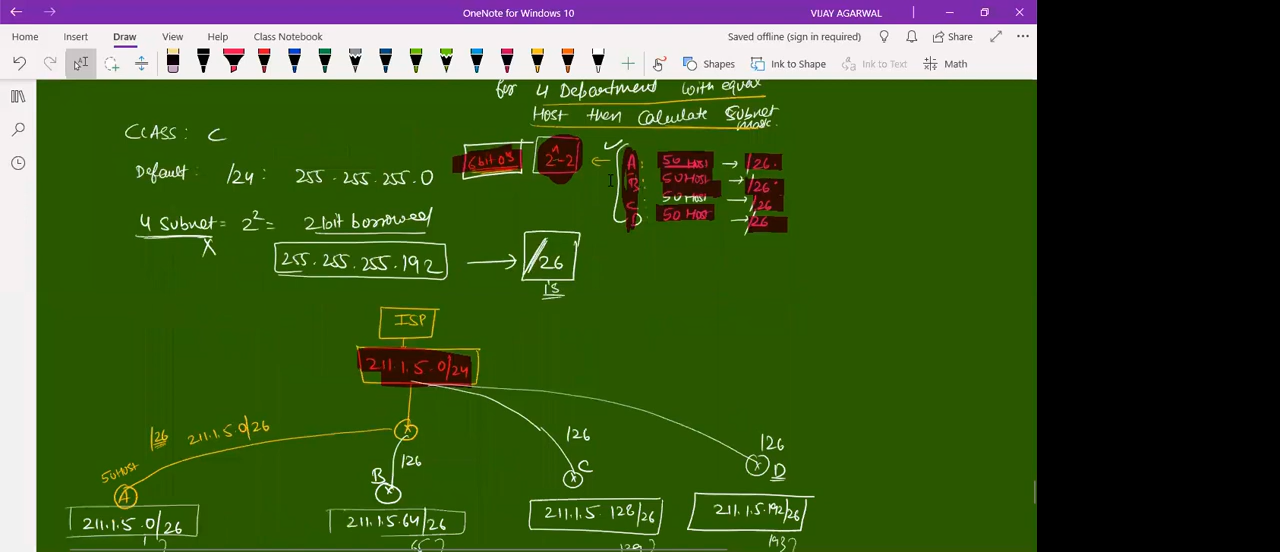 OneNote for Windows 10
VIJAY AGARWAL
Home Insert Draw View Help Class Notebook
Saved offline (sign in required) Share
Shapes Ink to Shape Ink to Text Math
for 4 Department with equal
Host then Calculate Subnet
Mask.
CLASS: C
Default: /24: 255.255.255.0
6 bit 0s 2^n-2
A: 50 Host → /26.
B: 50 Host → /26.
C 50 Host → /26
D 50 Host → /26
4 Subnet = 2^2 = 2 bit borrowed
X
255.255.255.192 → /26
1's
ISP
211.1.5.0/24
/26 211.1.5.0/26
50 Host
A
B /26
/26
C
/26
D
211.1.5.0/26
211.1.5.64/26
211.1.5 128/26
211.1.5.192/26